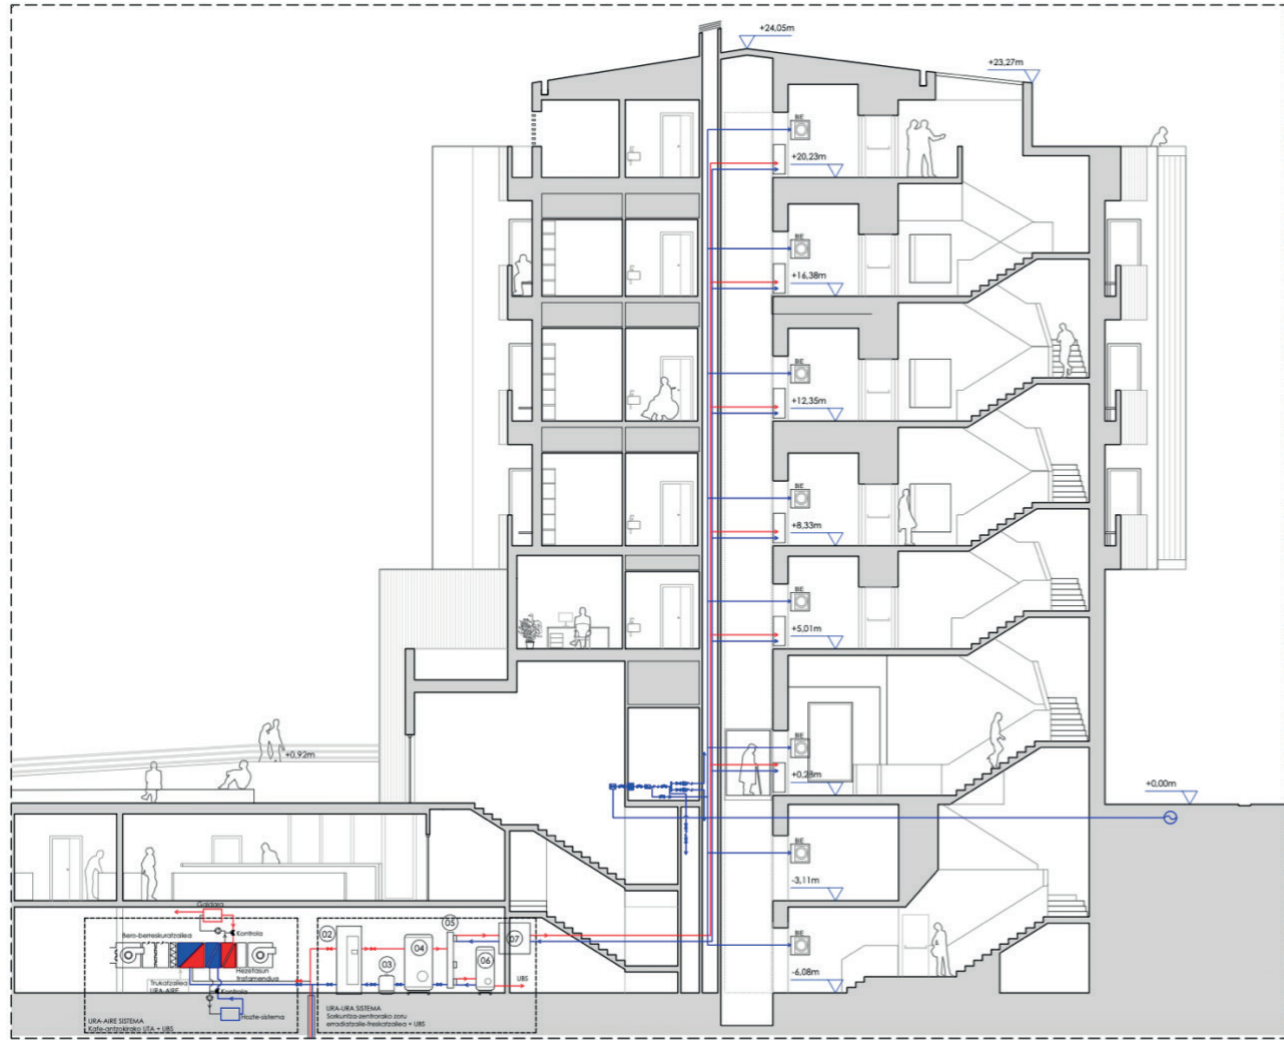 +24,05m
+23,27m
BE
+20,23m
BE
+16,38m
BE
+12,35m
BE
+8,33m
BE
+5,01m
+0,92m
BE
+0,28m
+0,00m
BE
-3,11m
BE
-6,08m
Galdara
Kontrola
Bero-berreskuratzailea
Hezetasun
tratamendua
Trukatzailea
URA-AIRE
Kontrola
Hozte-sistema
URA-AIRE SISTEMA
Kafe-antzokirako UTA + UBS
02
03
04
05
06
07
UBS
URA-URA SISTEMA
Sorkuntza-zentrorako zoru
erradiatzaile-freskatzailea + UBS